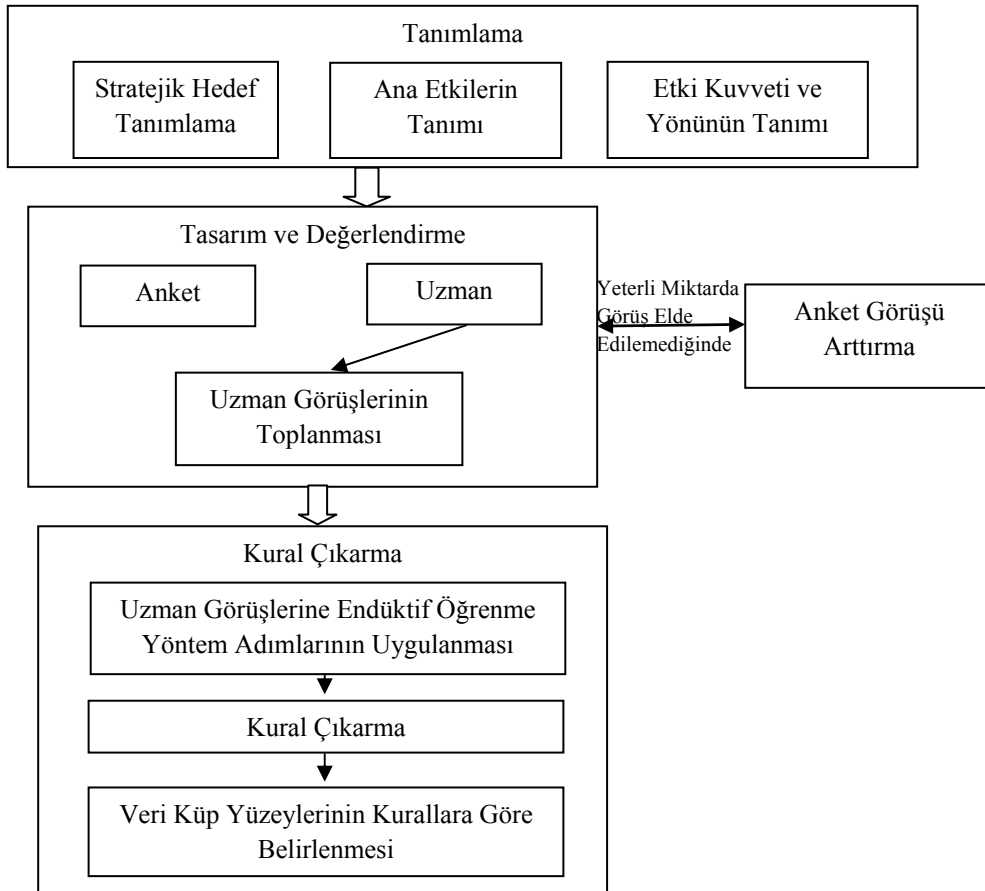 Tanımlama
Stratejik Hedef
Tanımlama
Ana Etkilerin
Tanımı
Etki Kuvveti ve
Yönünün Tanımı
Tasarım ve Değerlendirme
Anket
Uzman
Uzman Görüşlerinin
Toplanması
Yeterli Miktarda
Görüş Elde
Edilemediğinde
Anket Görüşü
Arttırma
Kural Çıkarma
Uzman Görüşlerine Endüktif Öğrenme
Yöntem Adımlarının Uygulanması
Kural Çıkarma
Veri Küp Yüzeylerinin Kurallara Göre
Belirlenmesi